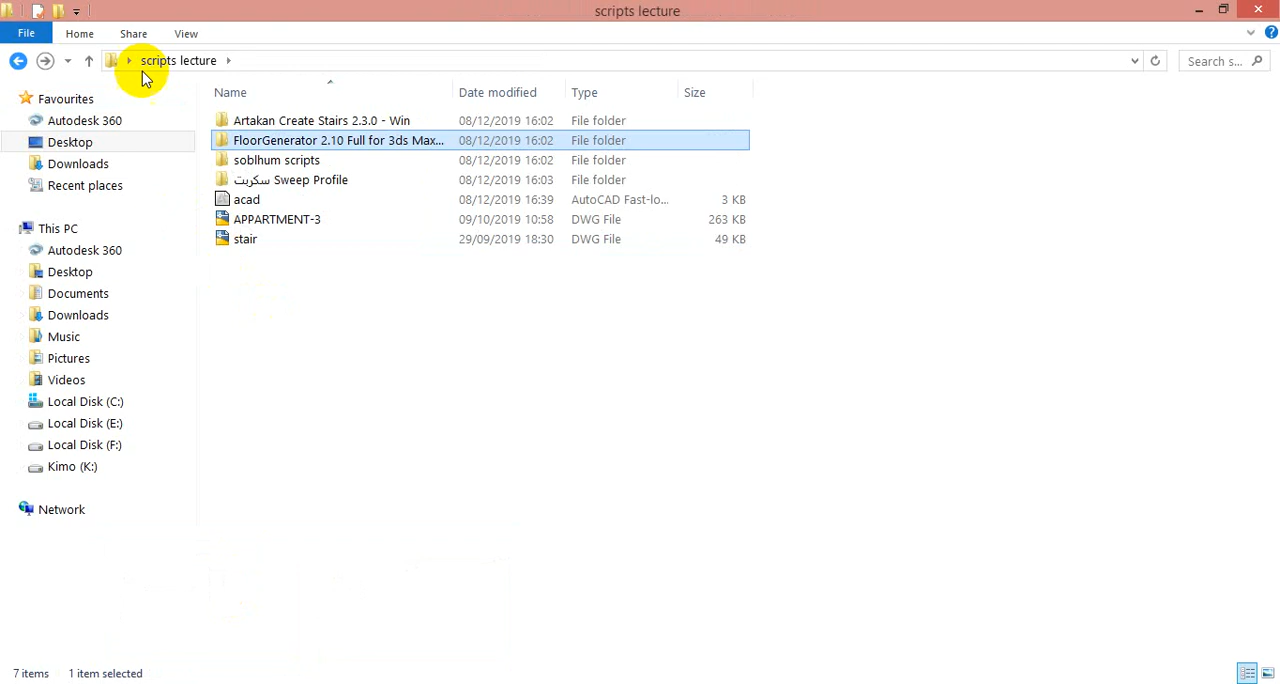 scripts lecture
File Home Share View
scripts lecture Search s...
Name Date modified Type Size
Favourites
Autodesk 360
Desktop
Downloads
Recent places
This PC
Autodesk 360
Desktop
Documents
Downloads
Music
Pictures
Videos
Local Disk (C:)
Local Disk (E:)
Local Disk (F:)
Kimo (K:)
Network
Artakan Create Stairs 2.3.0 - Win 08/12/2019 16:02 File folder
FloorGenerator 2.10 Full for 3ds Max... 08/12/2019 16:02 File folder
soblhum scripts 08/12/2019 16:02 File folder
سكربت Sweep Profile 08/12/2019 16:03 File folder
acad 08/12/2019 16:39 AutoCAD Fast-lo... 3 KB
APPARTMENT-3 09/10/2019 10:58 DWG File 263 KB
stair 29/09/2019 18:30 DWG File 49 KB
7 items 1 item selected